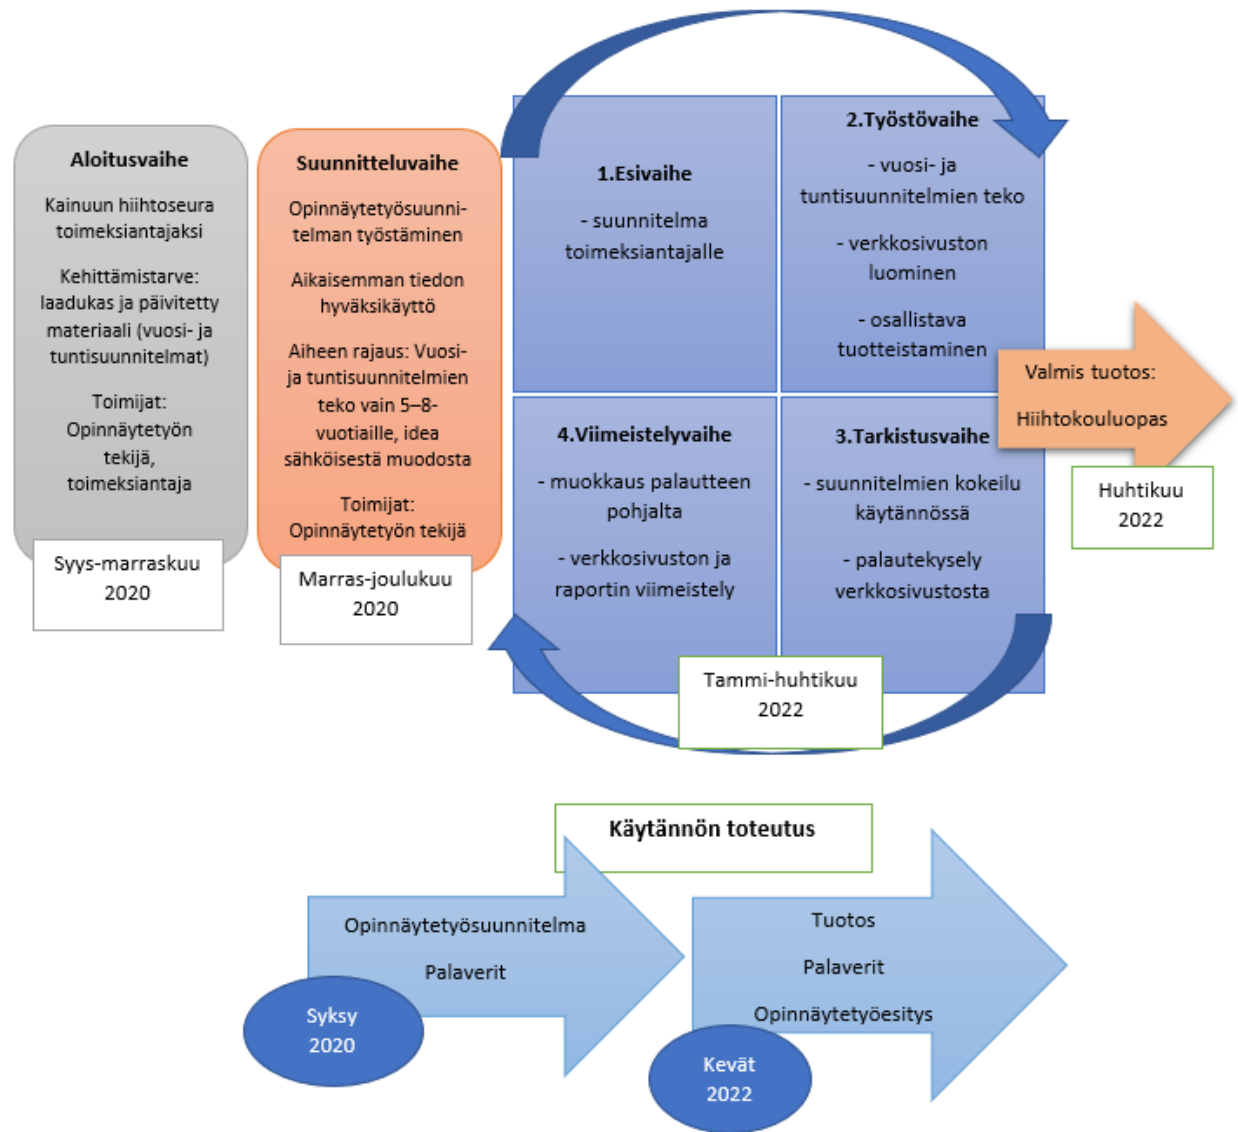 Aloitusvaihe
Kainuun hiihtoseura
toimeksiantajaksi
Kehittämistarve:
laadukas ja päivitetty
materiaali (vuosi- ja
tuntisuunnitelmat)
Toimijat:
Opinnäytetyön
tekijä,
toimeksiantaja
Syys-marraskuu
2020
Suunnitteluvaihe
Opinnäytetyösuunni-
telman työstäminen
Aikaisemman tiedon
hyväksikäyttö
Aiheen rajaus: Vuosi-
ja tuntisuunnitelmien
teko vain 5–8-
vuotiaille, idea
sähköisestä muodosta
Toimijat:
Opinnäytetyön tekijä
Marras-joulukuu
2020
1.Esivaihe
- suunnitelma
toimeksiantajalle
2.Työstövaihe
- vuosi- ja
tuntisuunnitelmien teko
- verkkosivuston
luominen
- osallistava
tuotteistaminen
3.Tarkistusvaihe
- suunnitelmien kokeilu
käytännössä
- palautekysely
verkkosivustosta
4.Viimeistelyvaihe
- muokkaus palautteen
pohjalta
- verkkosivuston ja
raportin viimeistely
Tammi-huhtikuu
2022
Valmis tuotos:
Hiihtokouluopas
Huhtikuu
2022
Käytännön toteutus
Opinnäytetyösuunnitelma
Palaverit
Syksy
2020
Tuotos
Palaverit
Opinnäytetyöesitys
Kevät
2022